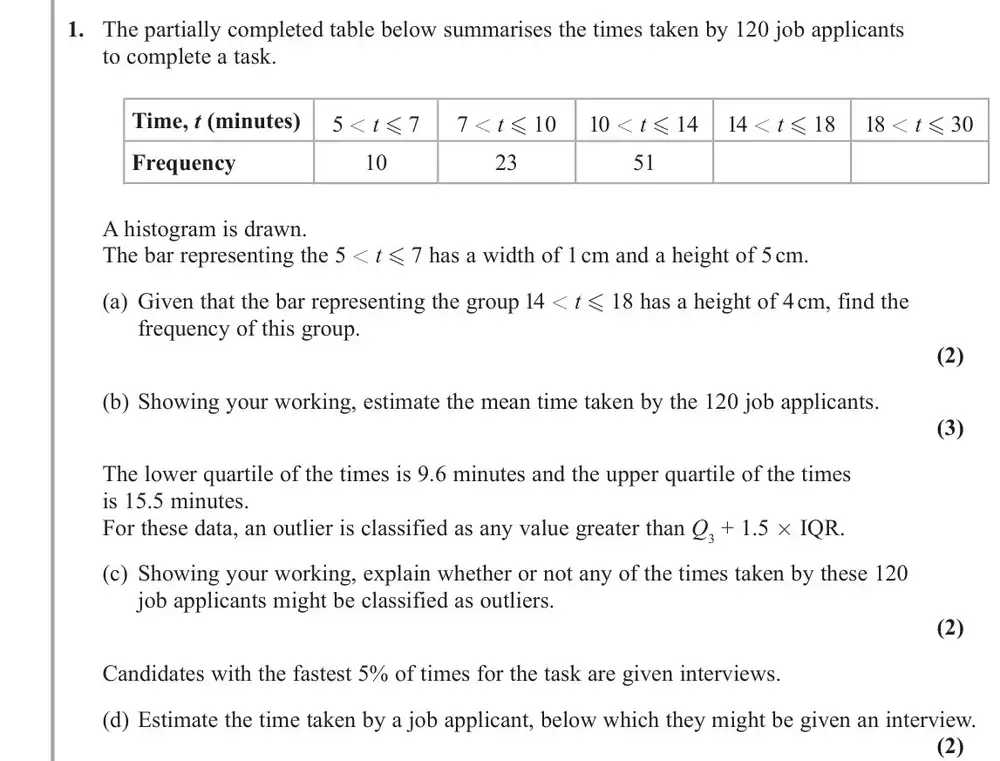 1. The partially completed table below summarises the times taken by 120 job applicants
to complete a task.
Time, t (minutes) 5 < t ⩽ 7 7 < t ⩽ 10 10 < t ⩽ 14 14 < t ⩽ 18 18 < t ⩽ 30
Frequency 10 23 51
A histogram is drawn.
The bar representing the 5 < t ⩽ 7 has a width of 1 cm and a height of 5 cm.
(a) Given that the bar representing the group 14 < t ⩽ 18 has a height of 4 cm, find the
frequency of this group.
(2)
(b) Showing your working, estimate the mean time taken by the 120 job applicants.
(3)
The lower quartile of the times is 9.6 minutes and the upper quartile of the times
is 15.5 minutes.
For these data, an outlier is classified as any value greater than Q₃ + 1.5 × IQR.
(c) Showing your working, explain whether or not any of the times taken by these 120
job applicants might be classified as outliers.
(2)
Candidates with the fastest 5% of times for the task are given interviews.
(d) Estimate the time taken by a job applicant, below which they might be given an interview.
(2)